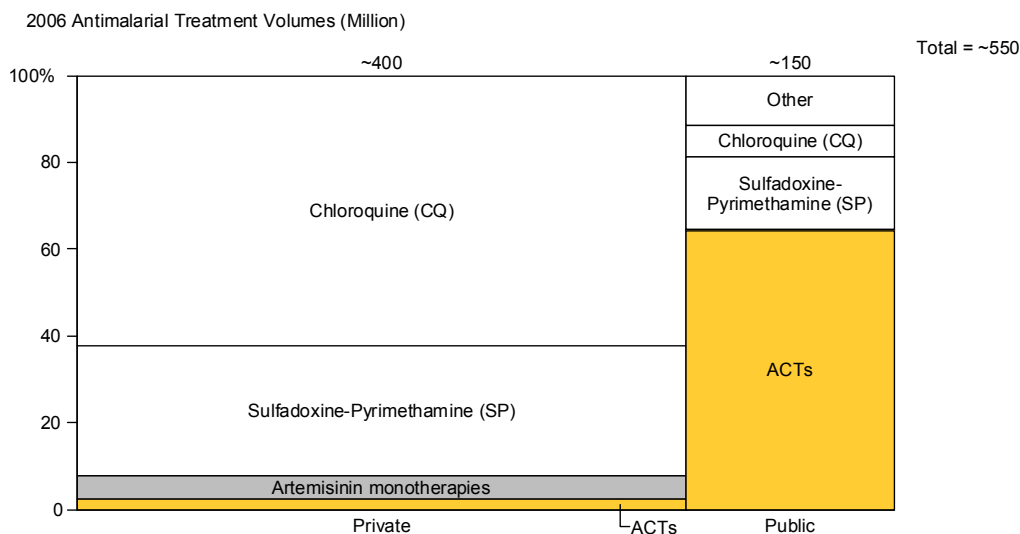 2006 Antimalarial Treatment Volumes (Million)
Total = ~550
~400
~150
100%
80
60
40
20
0
Chloroquine (CQ)
Sulfadoxine-Pyrimethamine (SP)
Artemisinin monotherapies
Other
Chloroquine (CQ)
Sulfadoxine-
Pyrimethamine (SP)
ACTs
Private
ACTs
Public